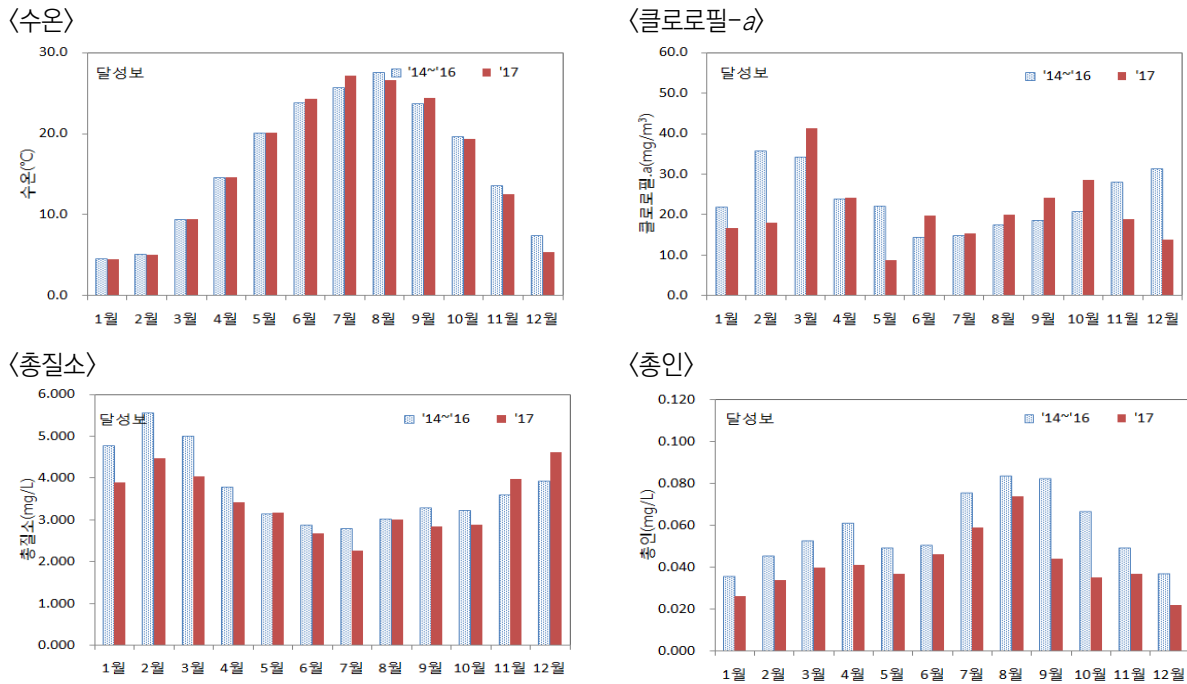 〈수온〉
30.0
20.0
10.0
0.0
수온(℃)
달성보
'14~'16 '17
1월 2월 3월 4월 5월 6월 7월 8월 9월 10월 11월 12월
〈클로로필-a〉
60.0
50.0
40.0
30.0
20.0
10.0
0.0
클로로필.a(mg/m³)
달성보
'14~'16 '17
1월 2월 3월 4월 5월 6월 7월 8월 9월 10월 11월 12월
〈총질소〉
6.000
5.000
4.000
3.000
2.000
1.000
0.000
총질소(mg/L)
달성보
'14~'16 '17
1월 2월 3월 4월 5월 6월 7월 8월 9월 10월 11월 12월
〈총인〉
0.120
0.100
0.080
0.060
0.040
0.020
0.000
총인(mg/L)
달성보
'14~'16 '17
1월 2월 3월 4월 5월 6월 7월 8월 9월 10월 11월 12월